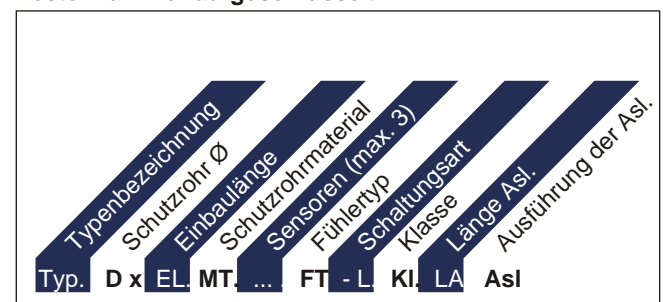 Typenbezeichnung
Schutzrohr Ø
Einbaulänge
Schutzrohrmaterial
Sensoren (max. 3)
Fühlertyp
Schaltungsart
Klasse
Länge Asl.
Ausführung der Asl.
Typ. D x EL. MT. ... . FT - L. Kl. LA Asl